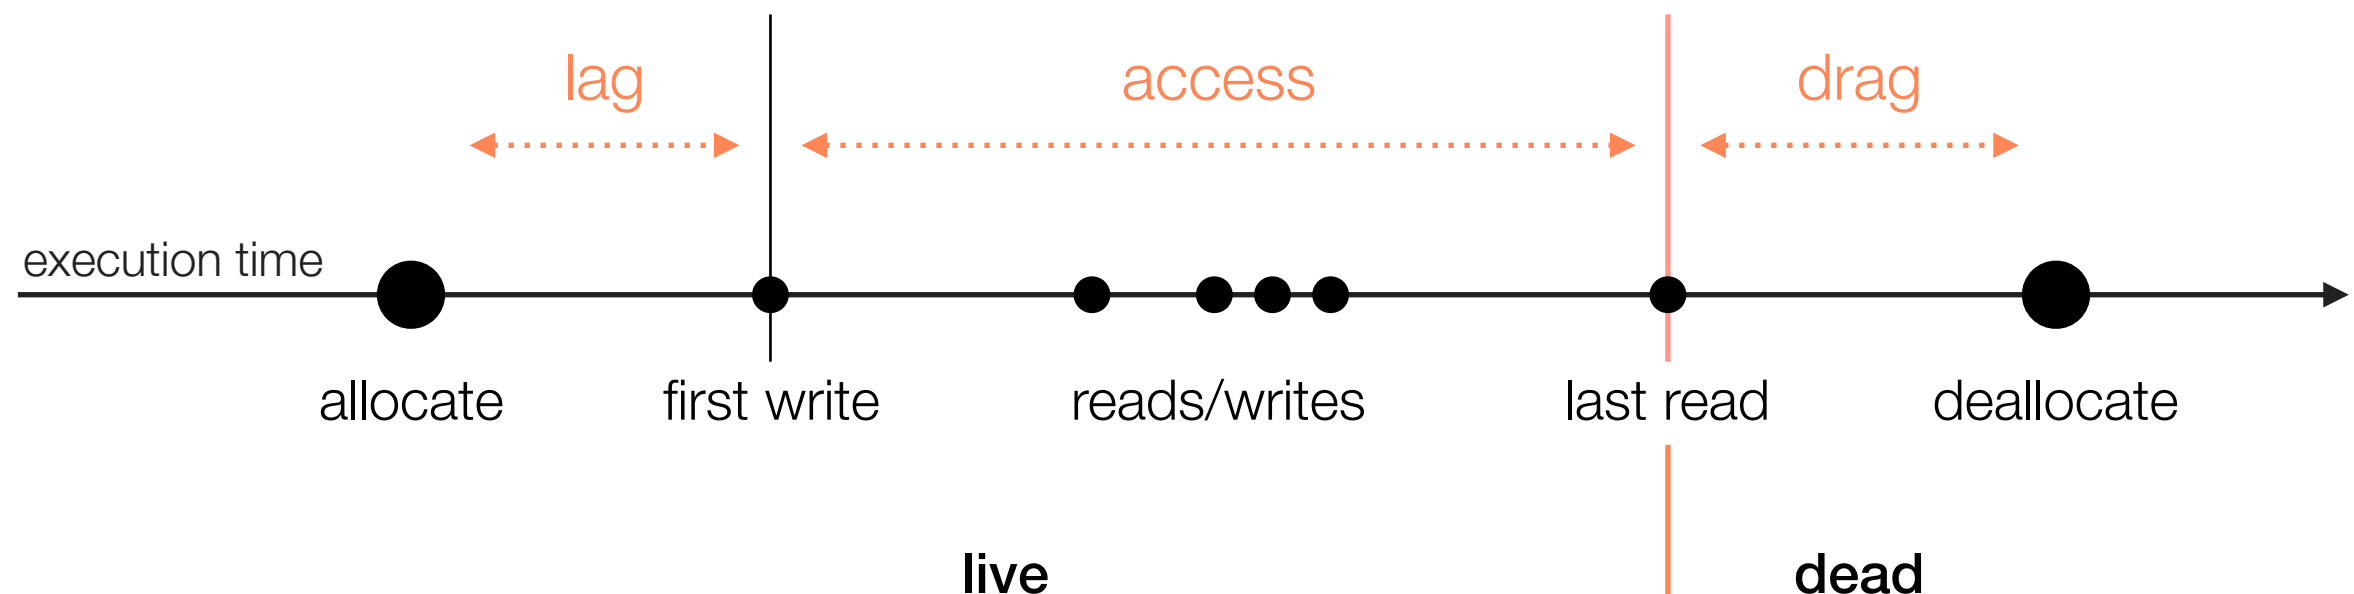 lag access drag
execution time
allocate first write reads/writes last read deallocate
live dead